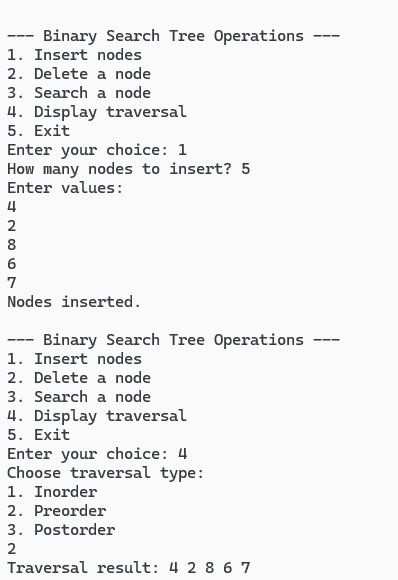 --- Binary Search Tree Operations ---
1. Insert nodes
2. Delete a node
3. Search a node
4. Display traversal
5. Exit
Enter your choice: 1
How many nodes to insert? 5
Enter values:
4
2
8
6
7
Nodes inserted.
--- Binary Search Tree Operations ---
1. Insert nodes
2. Delete a node
3. Search a node
4. Display traversal
5. Exit
Enter your choice: 4
Choose traversal type:
1. Inorder
2. Preorder
3. Postorder
2
Traversal result: 4 2 8 6 7